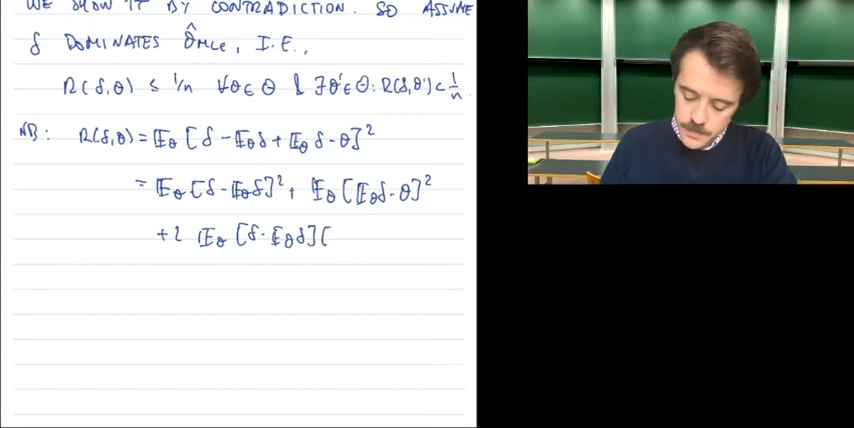 WE SHOW IT BY CONTRADICTION. SO ASSUME
δ DOMINATES θ̂MLE, I.E.,
R(δ,θ) ≤ 1/n ∀θ∈Θ & ∃θ'∈Θ: R(δ,θ') < 1/n.
NB: R(δ,θ) = 𝔼θ[δ - 𝔼θδ + 𝔼θδ - θ]²
= 𝔼θ[δ - 𝔼θδ]² + 𝔼θ[𝔼θδ - θ]²
+2 𝔼θ[δ - 𝔼θδ][